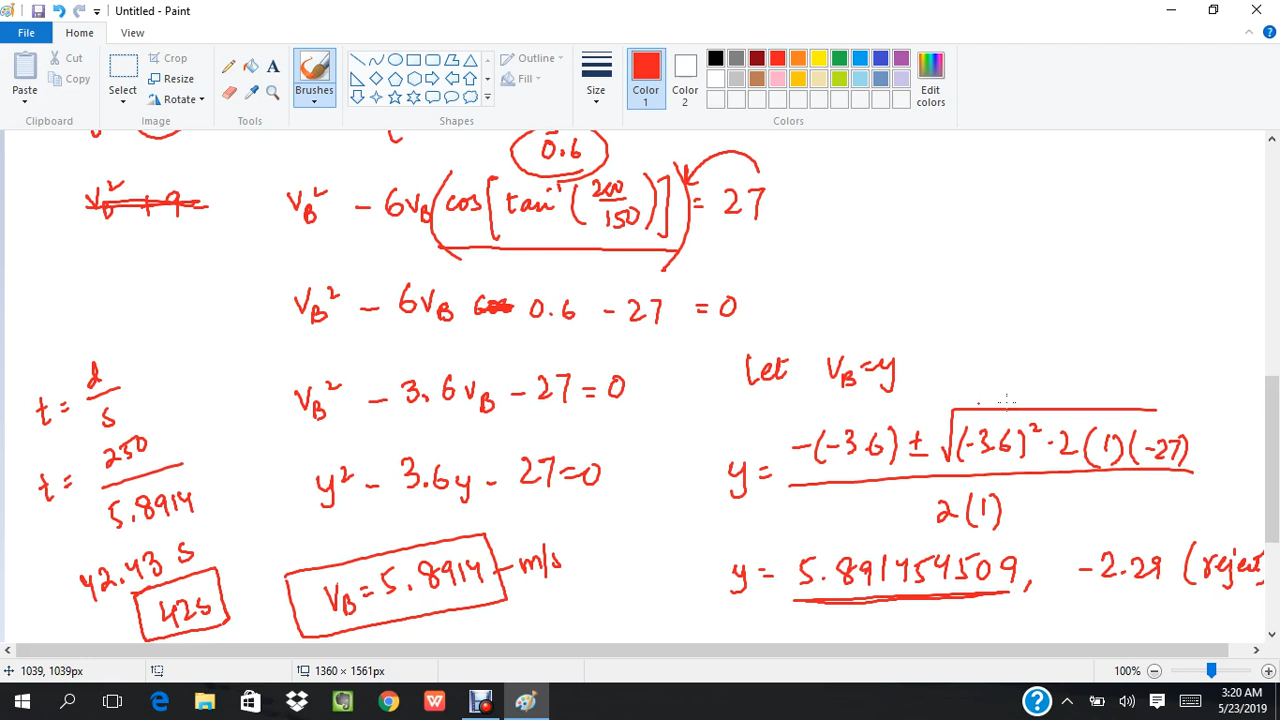 Untitled - Paint
File Home View
Paste Cut Copy Clipboard
Select Crop Resize Rotate Image
Tools
Brushes
Outline Fill Shapes
Size
Color 1 Color 2 Edit colors Colors
0.6
V_B² + 9
V_B² - 6V_B (cos[tan⁻¹(200/150)]) = 27
V_B² - 6V_B 0.6 - 27 = 0
Let V_B = y
t = d/s
V_B² - 3.6V_B - 27 = 0
y = (-(-3.6) ± √((-3.6)² - 2(1)(-27))) / 2(1)
t = 250/5.8914
y² - 3.6y - 27 = 0
42.43 s
42s
V_B = 5.8914 m/s
y = 5.891454509, -2.29 (reject
1039, 1039px 1360 × 1561px 100%
3:20 AM
5/23/2019